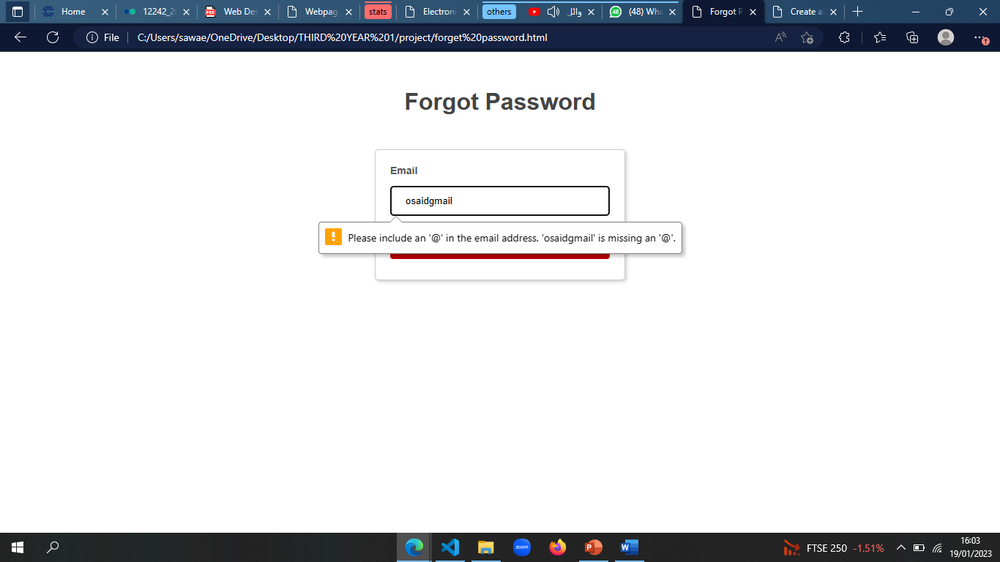 Home
12242_2
Web Des
Webpag
stats
Electroni
others
وائل
(48) Wha
Forgot P
Create a
File
C:/Users/sawae/OneDrive/Desktop/THIRD%20YEAR%201/project/forget%20password.html
Forgot Password
Email
osaidgmail
Please include an '@' in the email address. 'osaidgmail' is missing an '@'.
FTSE 250 -1.51%
16:03
19/01/2023